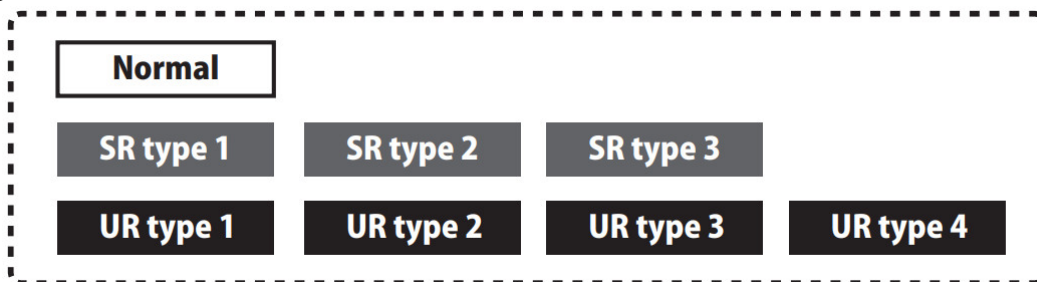 Normal
SR type 1 SR type 2 SR type 3
UR type 1 UR type 2 UR type 3 UR type 4